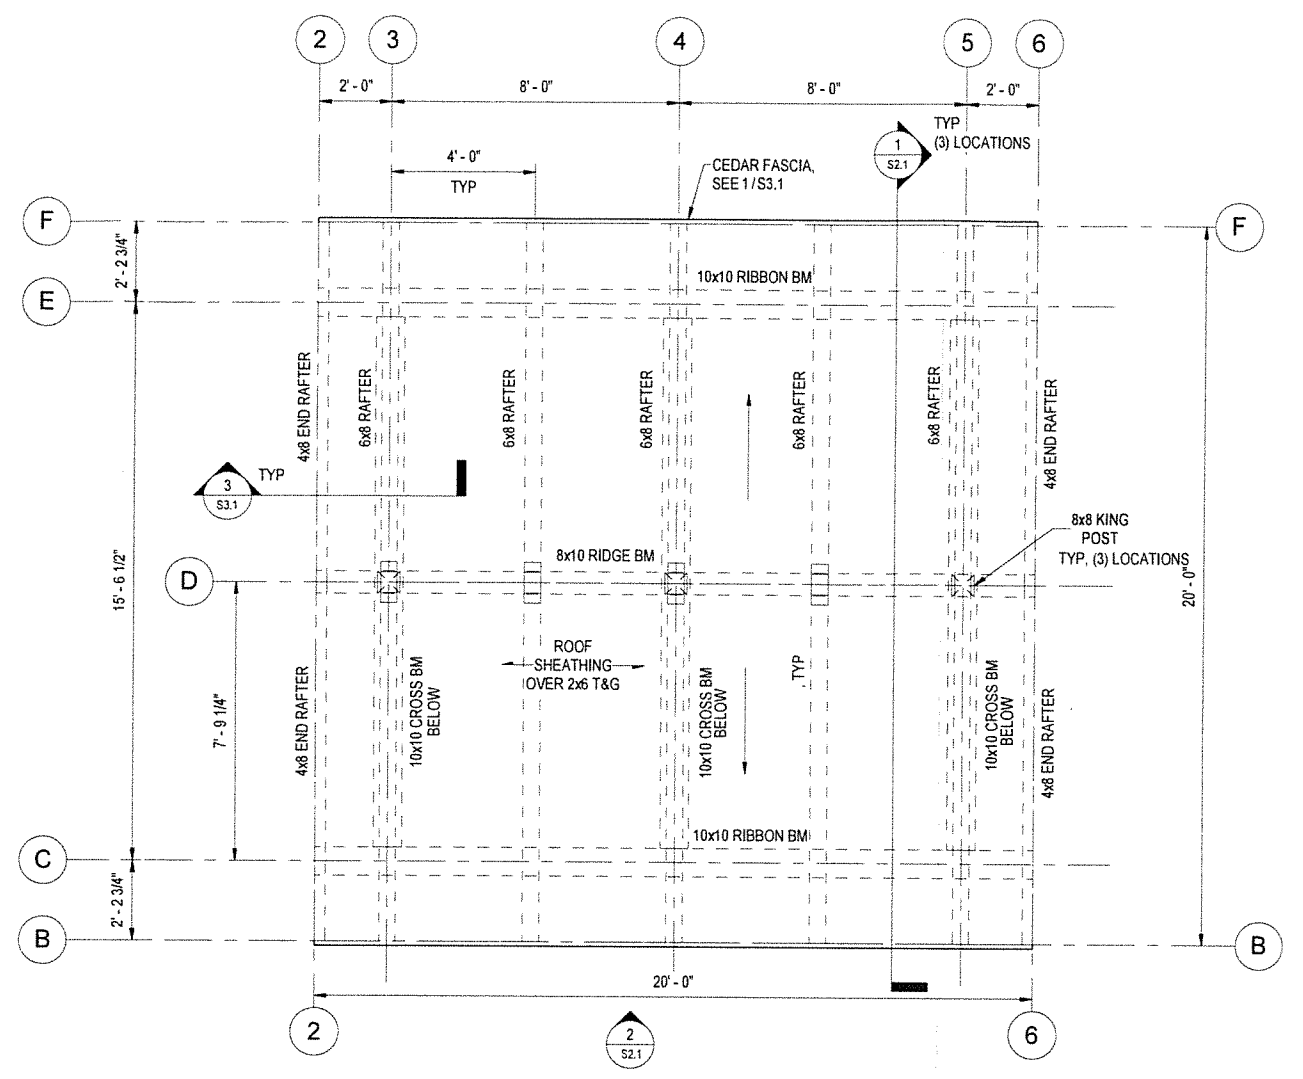 2
3
4
5
6
2' - 0"
8' - 0"
8' - 0"
2' - 0"
TYP
(3) LOCATIONS
1
S2.1
4' - 0"
TYP
CEDAR FASCIA,
SEE 1 / S3.1
F
F
2' - 2 3/4"
10x10 RIBBON BM
E
4x8 END RAFTER
6x8 RAFTER
6x8 RAFTER
6x8 RAFTER
6x8 RAFTER
6x8 RAFTER
4x8 END RAFTER
3
S3.1
TYP
8x8 KING
POST
TYP, (3) LOCATIONS
8x10 RIDGE BM
D
15' - 6 1/2"
20' - 0"
ROOF
SHEATHING
OVER 2x6 T&G
7' - 9 1/4"
4x8 END RAFTER
10x10 CROSS BM
BELOW
10x10 CROSS BM
BELOW
TYP
10x10 CROSS BM
BELOW
4x8 END RAFTER
10x10 RIBBON BM
C
2' - 2 3/4"
B
B
20' - 0"
2
2
S2.1
6